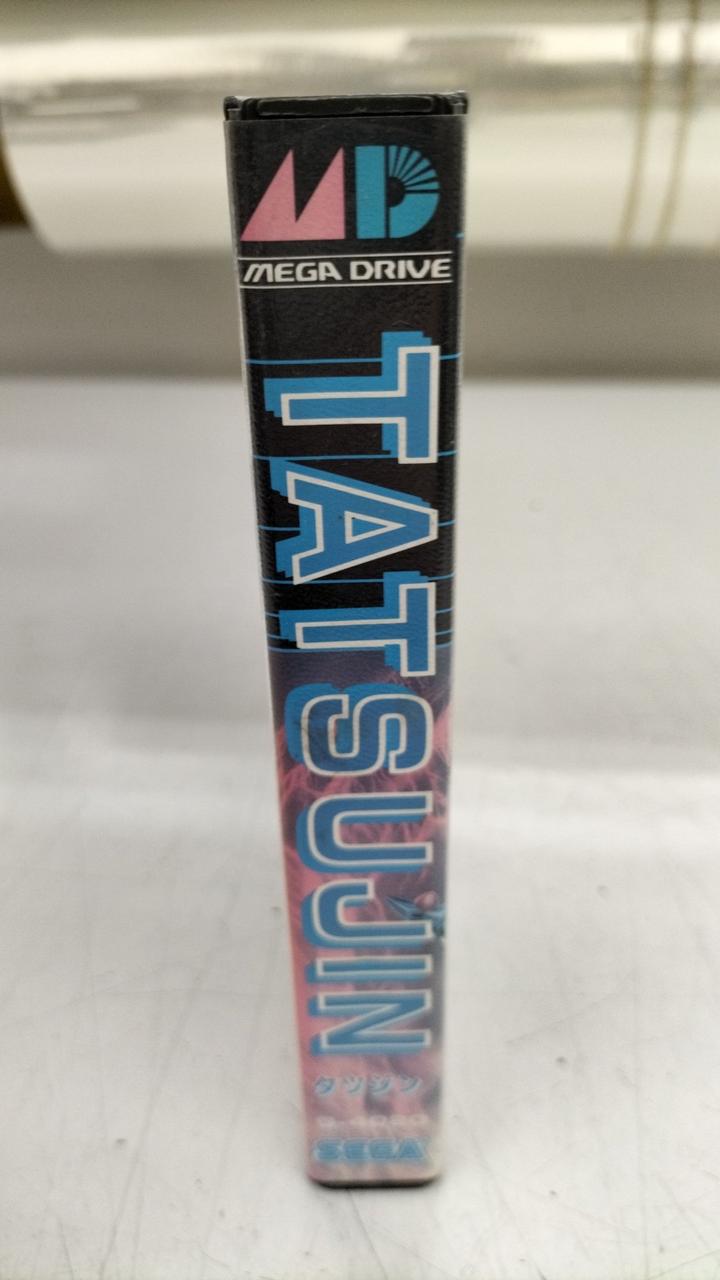 MD
MEGA DRIVE
TATSUJIN
タツジン
SEGA